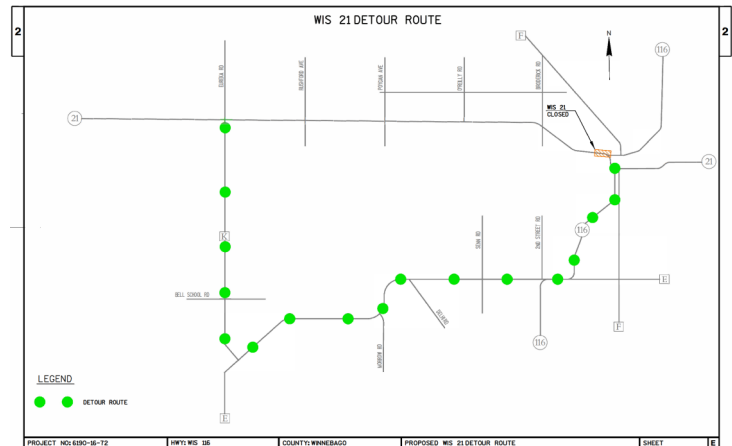 WIS 21 DETOUR ROUTE
2
2
F
N
116
EUREKA RD
RUSHFORD AVE
POYGAN AVE
O'REILLY RD
BRODERICK RD
WIS 21
CLOSED
21
21
K
116
SENN RD
2ND STREET RD
BELL SCHOOL RD
E
F
116
E
LEGEND
DETOUR ROUTE
PROJECT NO: 6190-16-72
HWY: WIS 116
COUNTY: WINNEBAGO
PROPOSED WIS 21 DETOUR ROUTE
SHEET
E